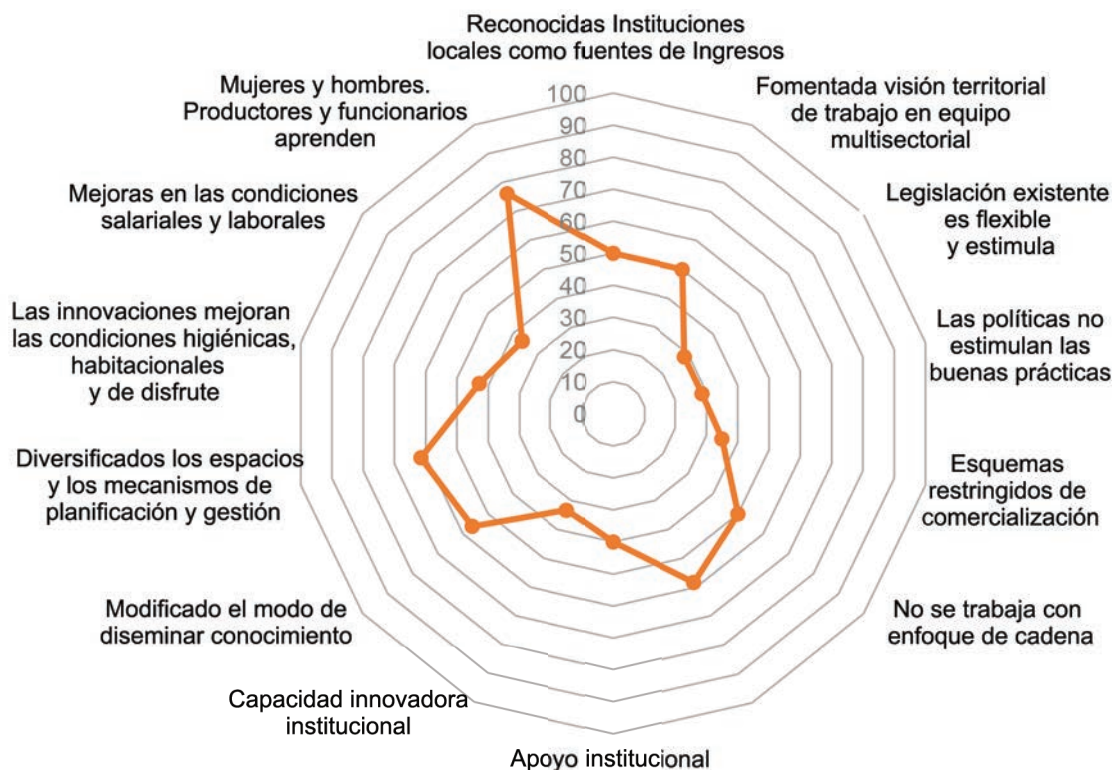 Reconocidas Instituciones
locales como fuentes de Ingresos
Fomentada visión territorial
de trabajo en equipo
multisectorial
Legislación existente
es flexible
y estimula
Las políticas no
estimulan las
buenas prácticas
Esquemas
restringidos de
comercialización
No se trabaja con
enfoque de cadena
Apoyo institucional
Capacidad innovadora
institucional
Modificado el modo de
diseminar conocimiento
Diversificados los espacios
y los mecanismos de
planificación y gestión
Las innovaciones mejoran
las condiciones higiénicas,
habitacionales
y de disfrute
Mejoras en las condiciones
salariales y laborales
Mujeres y hombres.
Productores y funcionarios
aprenden
100
90
80
70
60
50
40
30
20
10
0